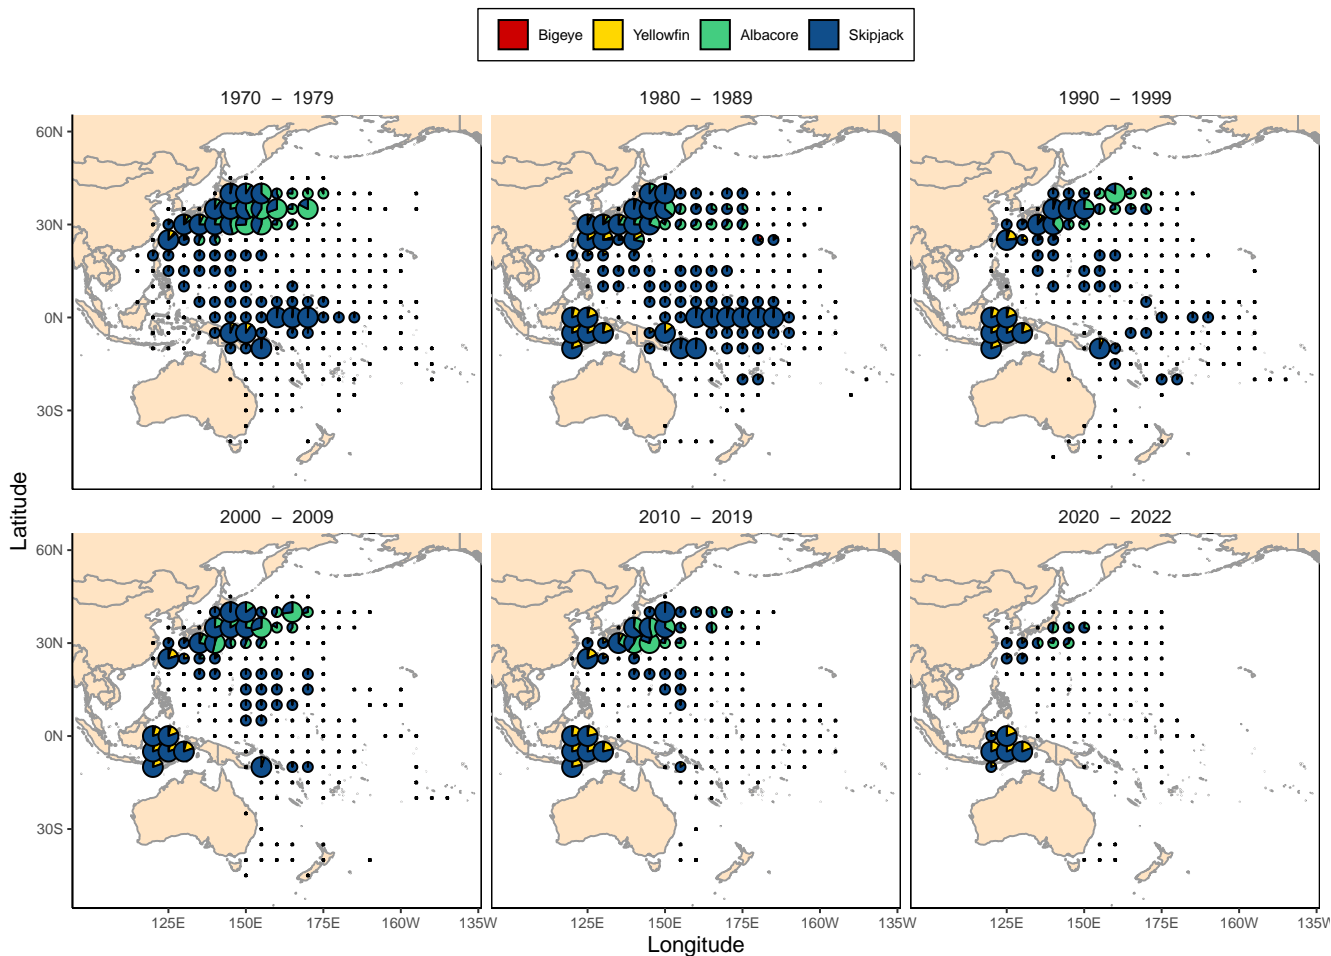 Bigeye Yellowfin Albacore Skipjack
1970 − 1979 1980 − 1989 1990 − 1999
60N
30N
0N
30S
Latitude
2000 − 2009 2010 − 2019 2020 − 2022
60N
30N
0N
30S
125E 150E 175E 160W 135W 125E 150E 175E 160W 135W 125E 150E 175E 160W 135W
Longitude